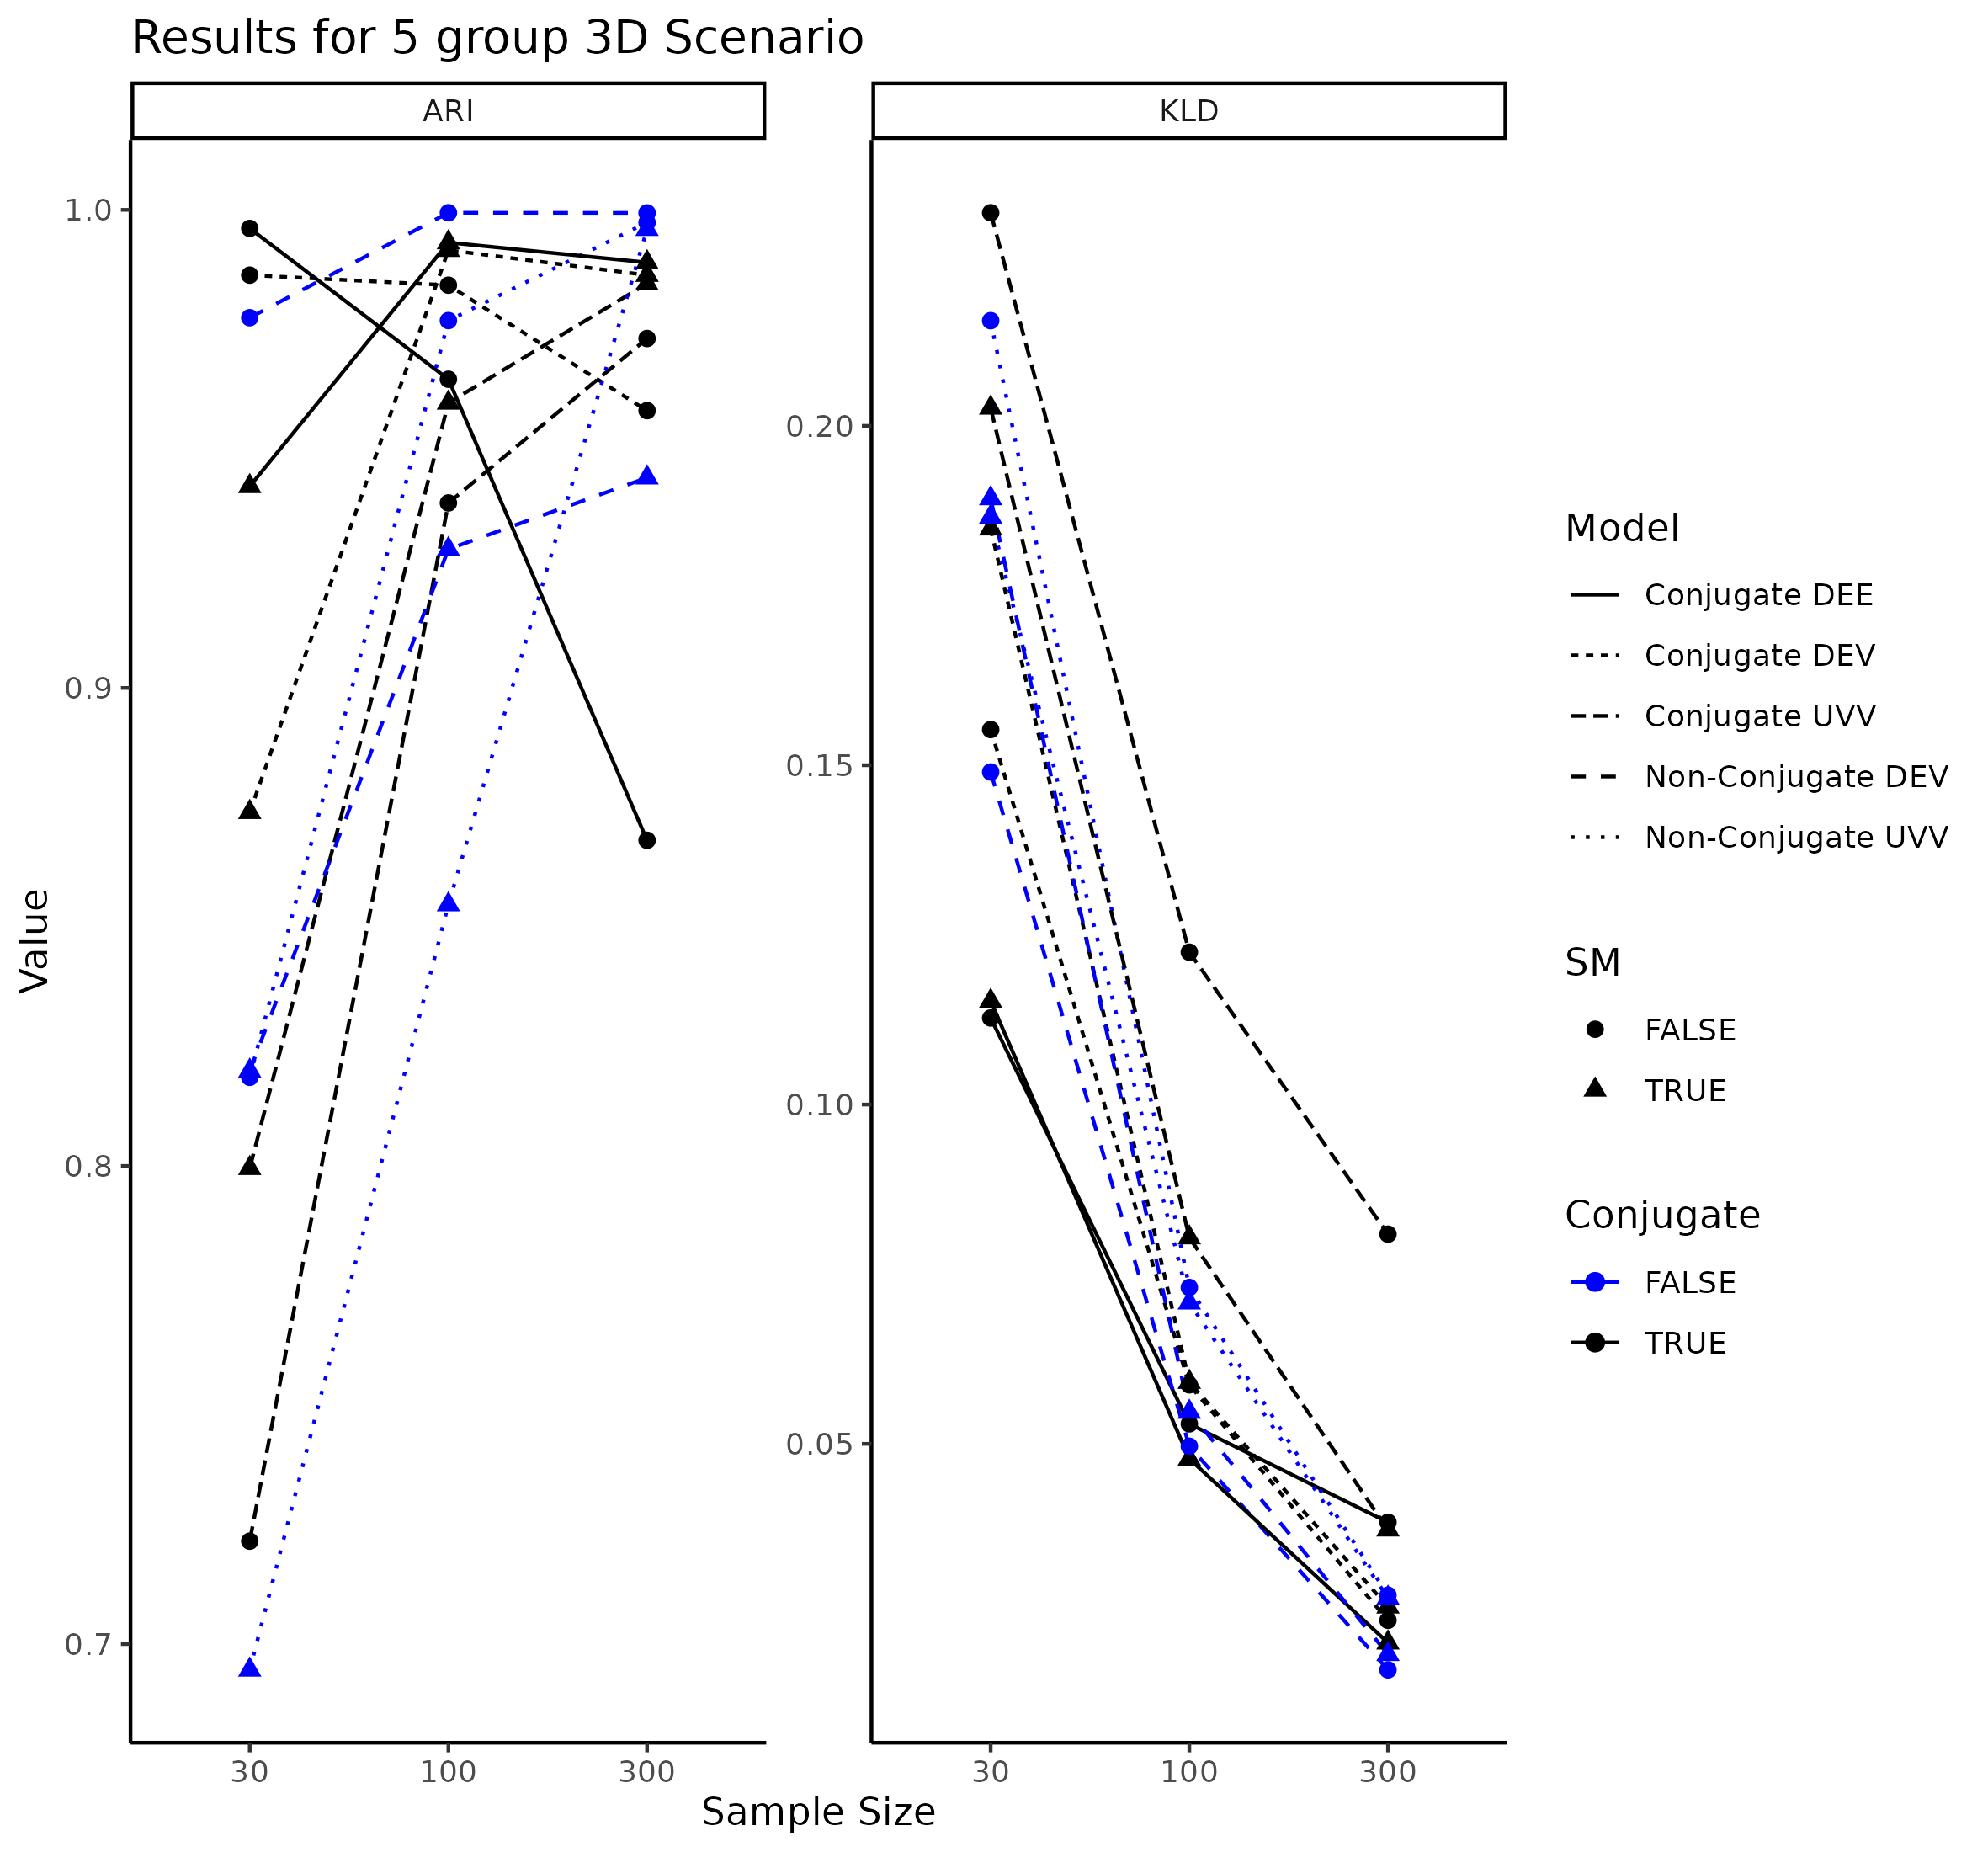 Results for 5 group 3D Scenario
ARI
KLD
1.0
0.9
0.8
0.7
0.20
0.15
0.10
0.05
Value
30 100 300
30 100 300
Sample Size
Model
Conjugate DEE
Conjugate DEV
Conjugate UVV
Non-Conjugate DEV
Non-Conjugate UVV
SM
FALSE
TRUE
Conjugate
FALSE
TRUE